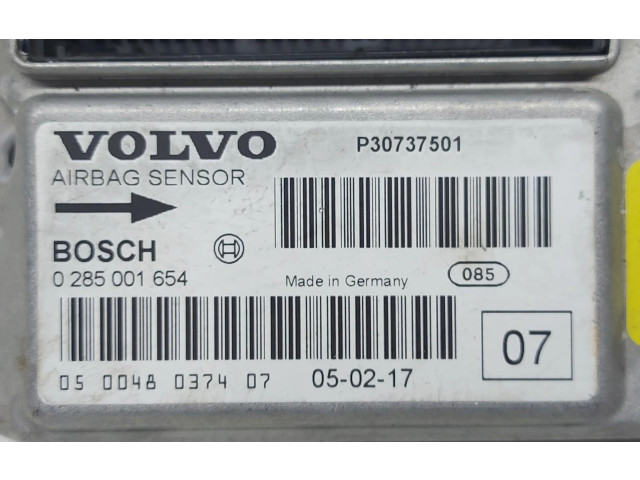 VOLVO
P30737501
AIRBAG SENSOR
BOSCH
0 285 001 654
Made in Germany
085
07
05 0048 0374 07
05-02-17